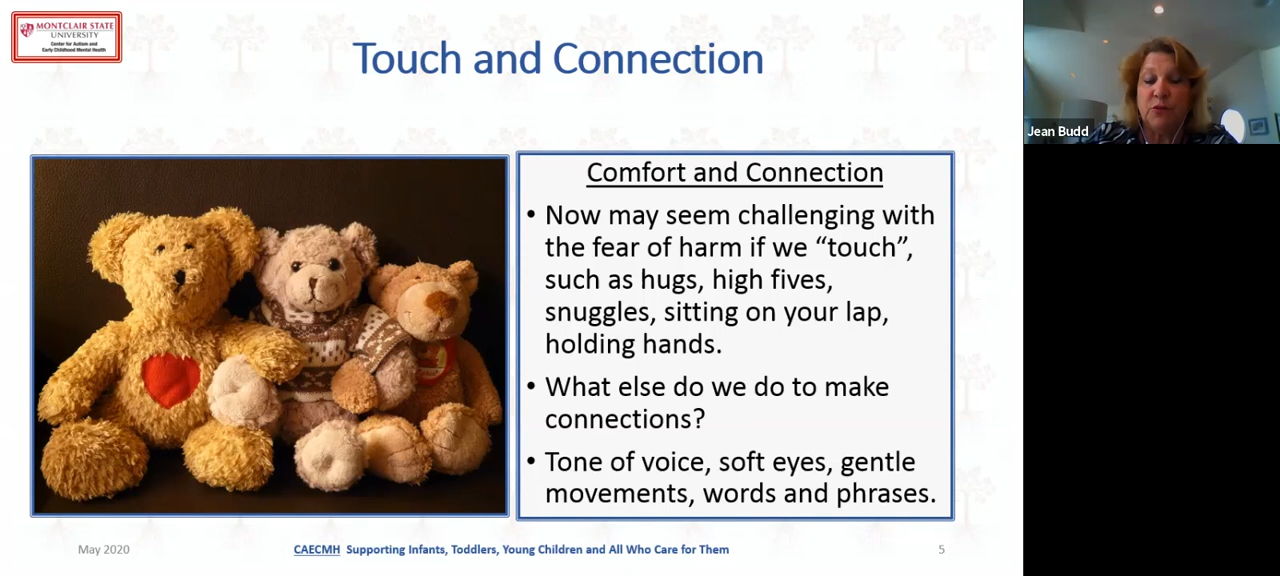 MONTCLAIR STATE
UNIVERSITY
Center for Autism and
Early Childhood Mental Health
Touch and Connection
Jean Budd
Comfort and Connection
• Now may seem challenging with
the fear of harm if we “touch”,
such as hugs, high fives,
snuggles, sitting on your lap,
holding hands.
• What else do we do to make
connections?
• Tone of voice, soft eyes, gentle
movements, words and phrases.
May 2020
CAECMH Supporting Infants, Toddlers, Young Children and All Who Care for Them
5